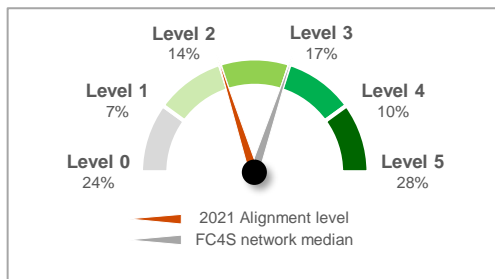 Level 2
14%
Level 3
17%
Level 1
7%
Level 4
10%
Level 0
24%
Level 5
28%
2021 Alignment level
FC4S network median